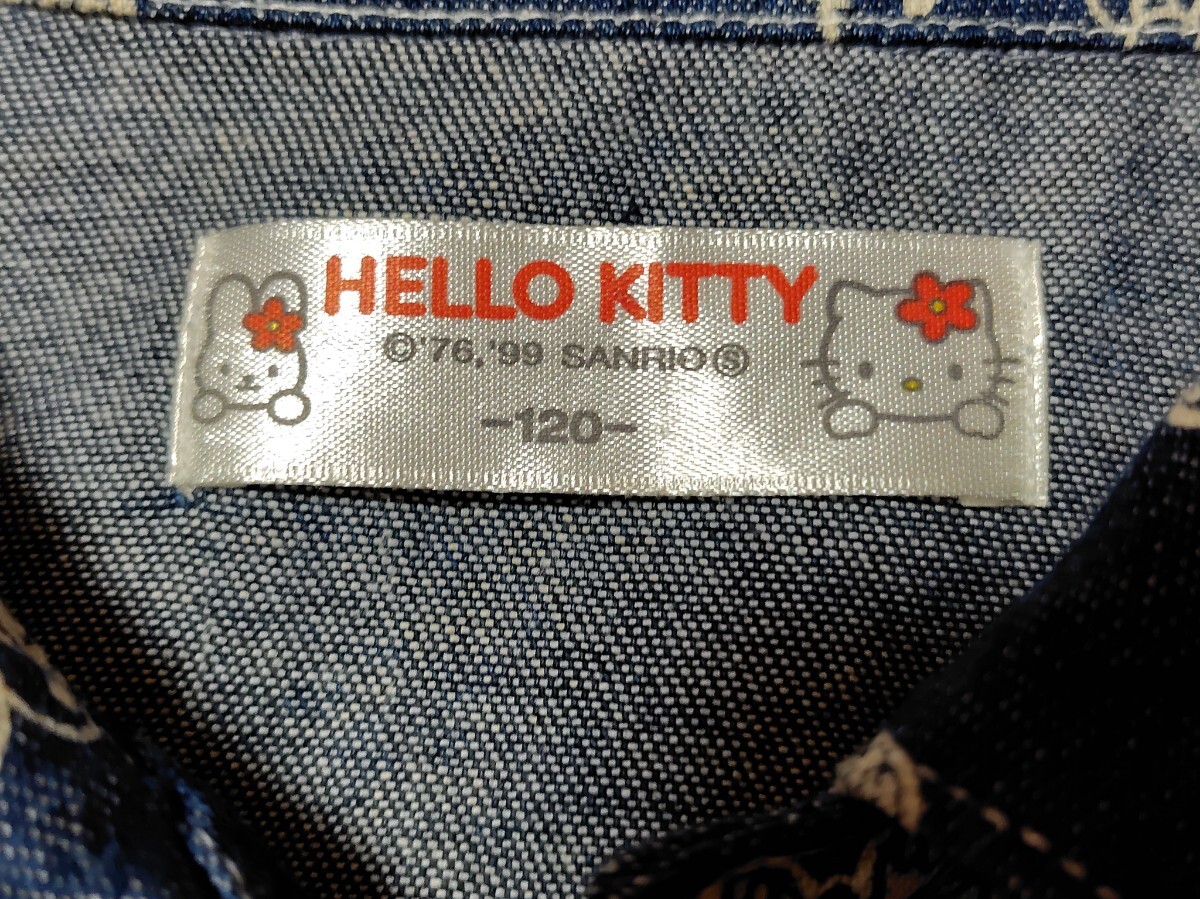 HELLO KITTY
©'76,'99 SANRIO Ⓢ
-120-